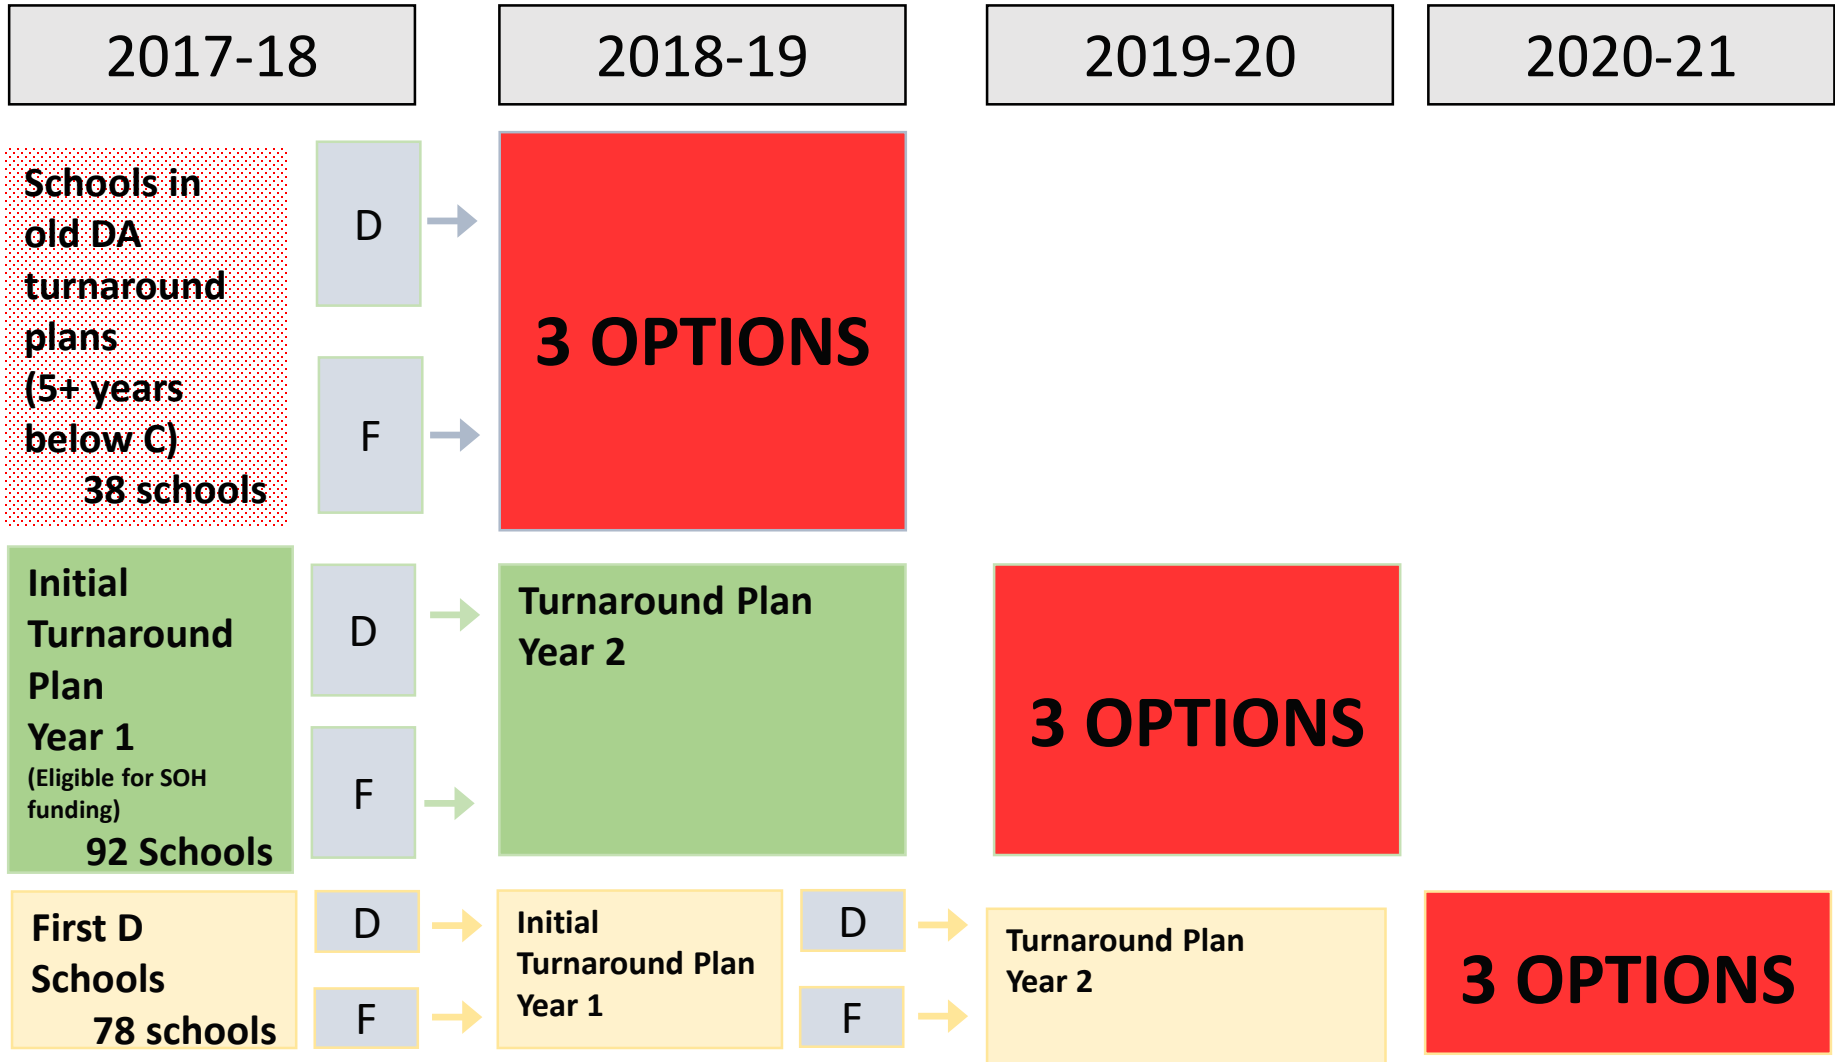 2017-18
2018-19
2019-20
2020-21
Schools in
old DA
turnaround
plans
(5+ years
below C)
38 schools
D
F
3 OPTIONS
Initial
Turnaround
Plan
Year 1
(Eligible for SOH
funding)
92 Schools
D
F
Turnaround Plan
Year 2
3 OPTIONS
First D
Schools
78 schools
D
F
Initial
Turnaround Plan
Year 1
D
F
Turnaround Plan
Year 2
3 OPTIONS